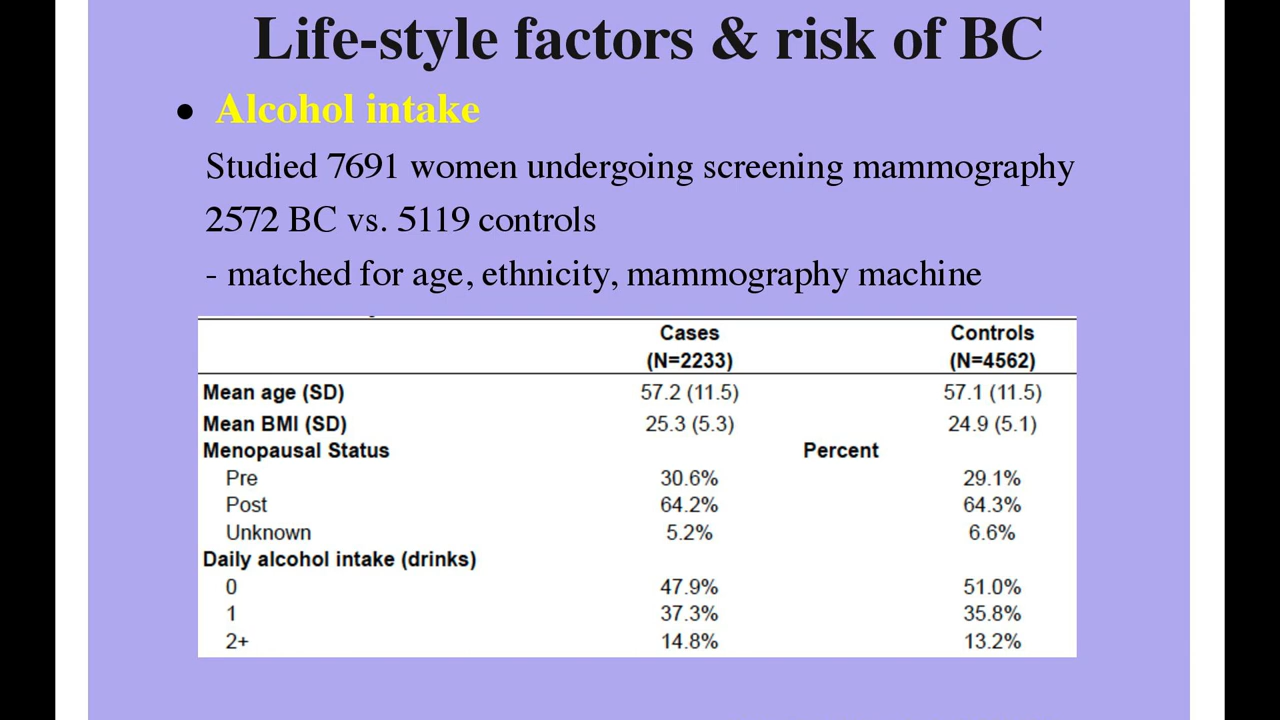 Life-style factors & risk of BC
• Alcohol intake
Studied 7691 women undergoing screening mammography
2572 BC vs. 5119 controls
- matched for age, ethnicity, mammography machine
Cases Controls
(N=2233) (N=4562)
Mean age (SD) 57.2 (11.5) 57.1 (11.5)
Mean BMI (SD) 25.3 (5.3) 24.9 (5.1)
Menopausal Status Percent
Pre 30.6% 29.1%
Post 64.2% 64.3%
Unknown 5.2% 6.6%
Daily alcohol intake (drinks)
0 47.9% 51.0%
1 37.3% 35.8%
2+ 14.8% 13.2%